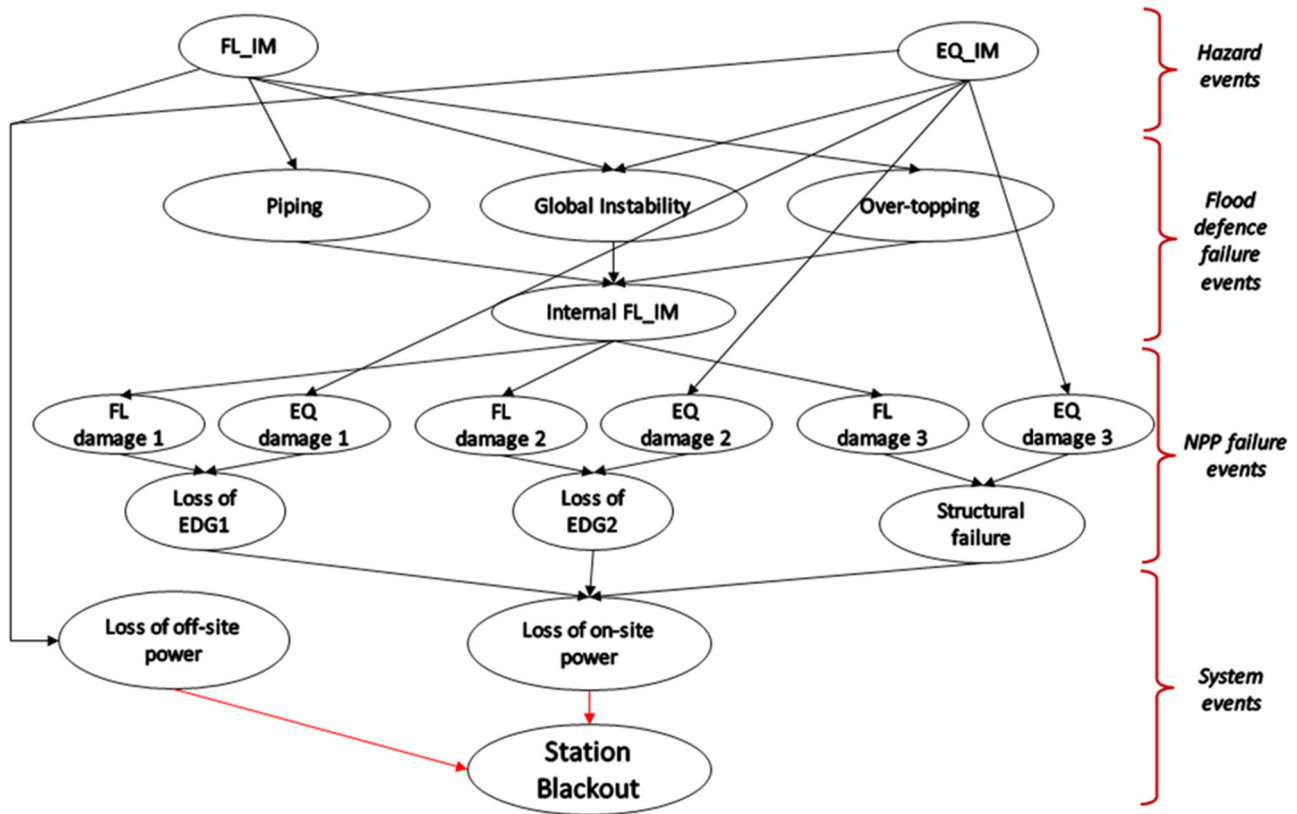 FL_IM
EQ_IM
Hazard
events
Piping
Global Instability
Over-topping
Flood
defence
failure
events
Internal FL_IM
FL
damage 1
EQ
damage 1
FL
damage 2
EQ
damage 2
FL
damage 3
EQ
damage 3
NPP failure
events
Loss of
EDG1
Loss of
EDG2
Structural
failure
Loss of off-site
power
Loss of on-site
power
System
events
Station
Blackout